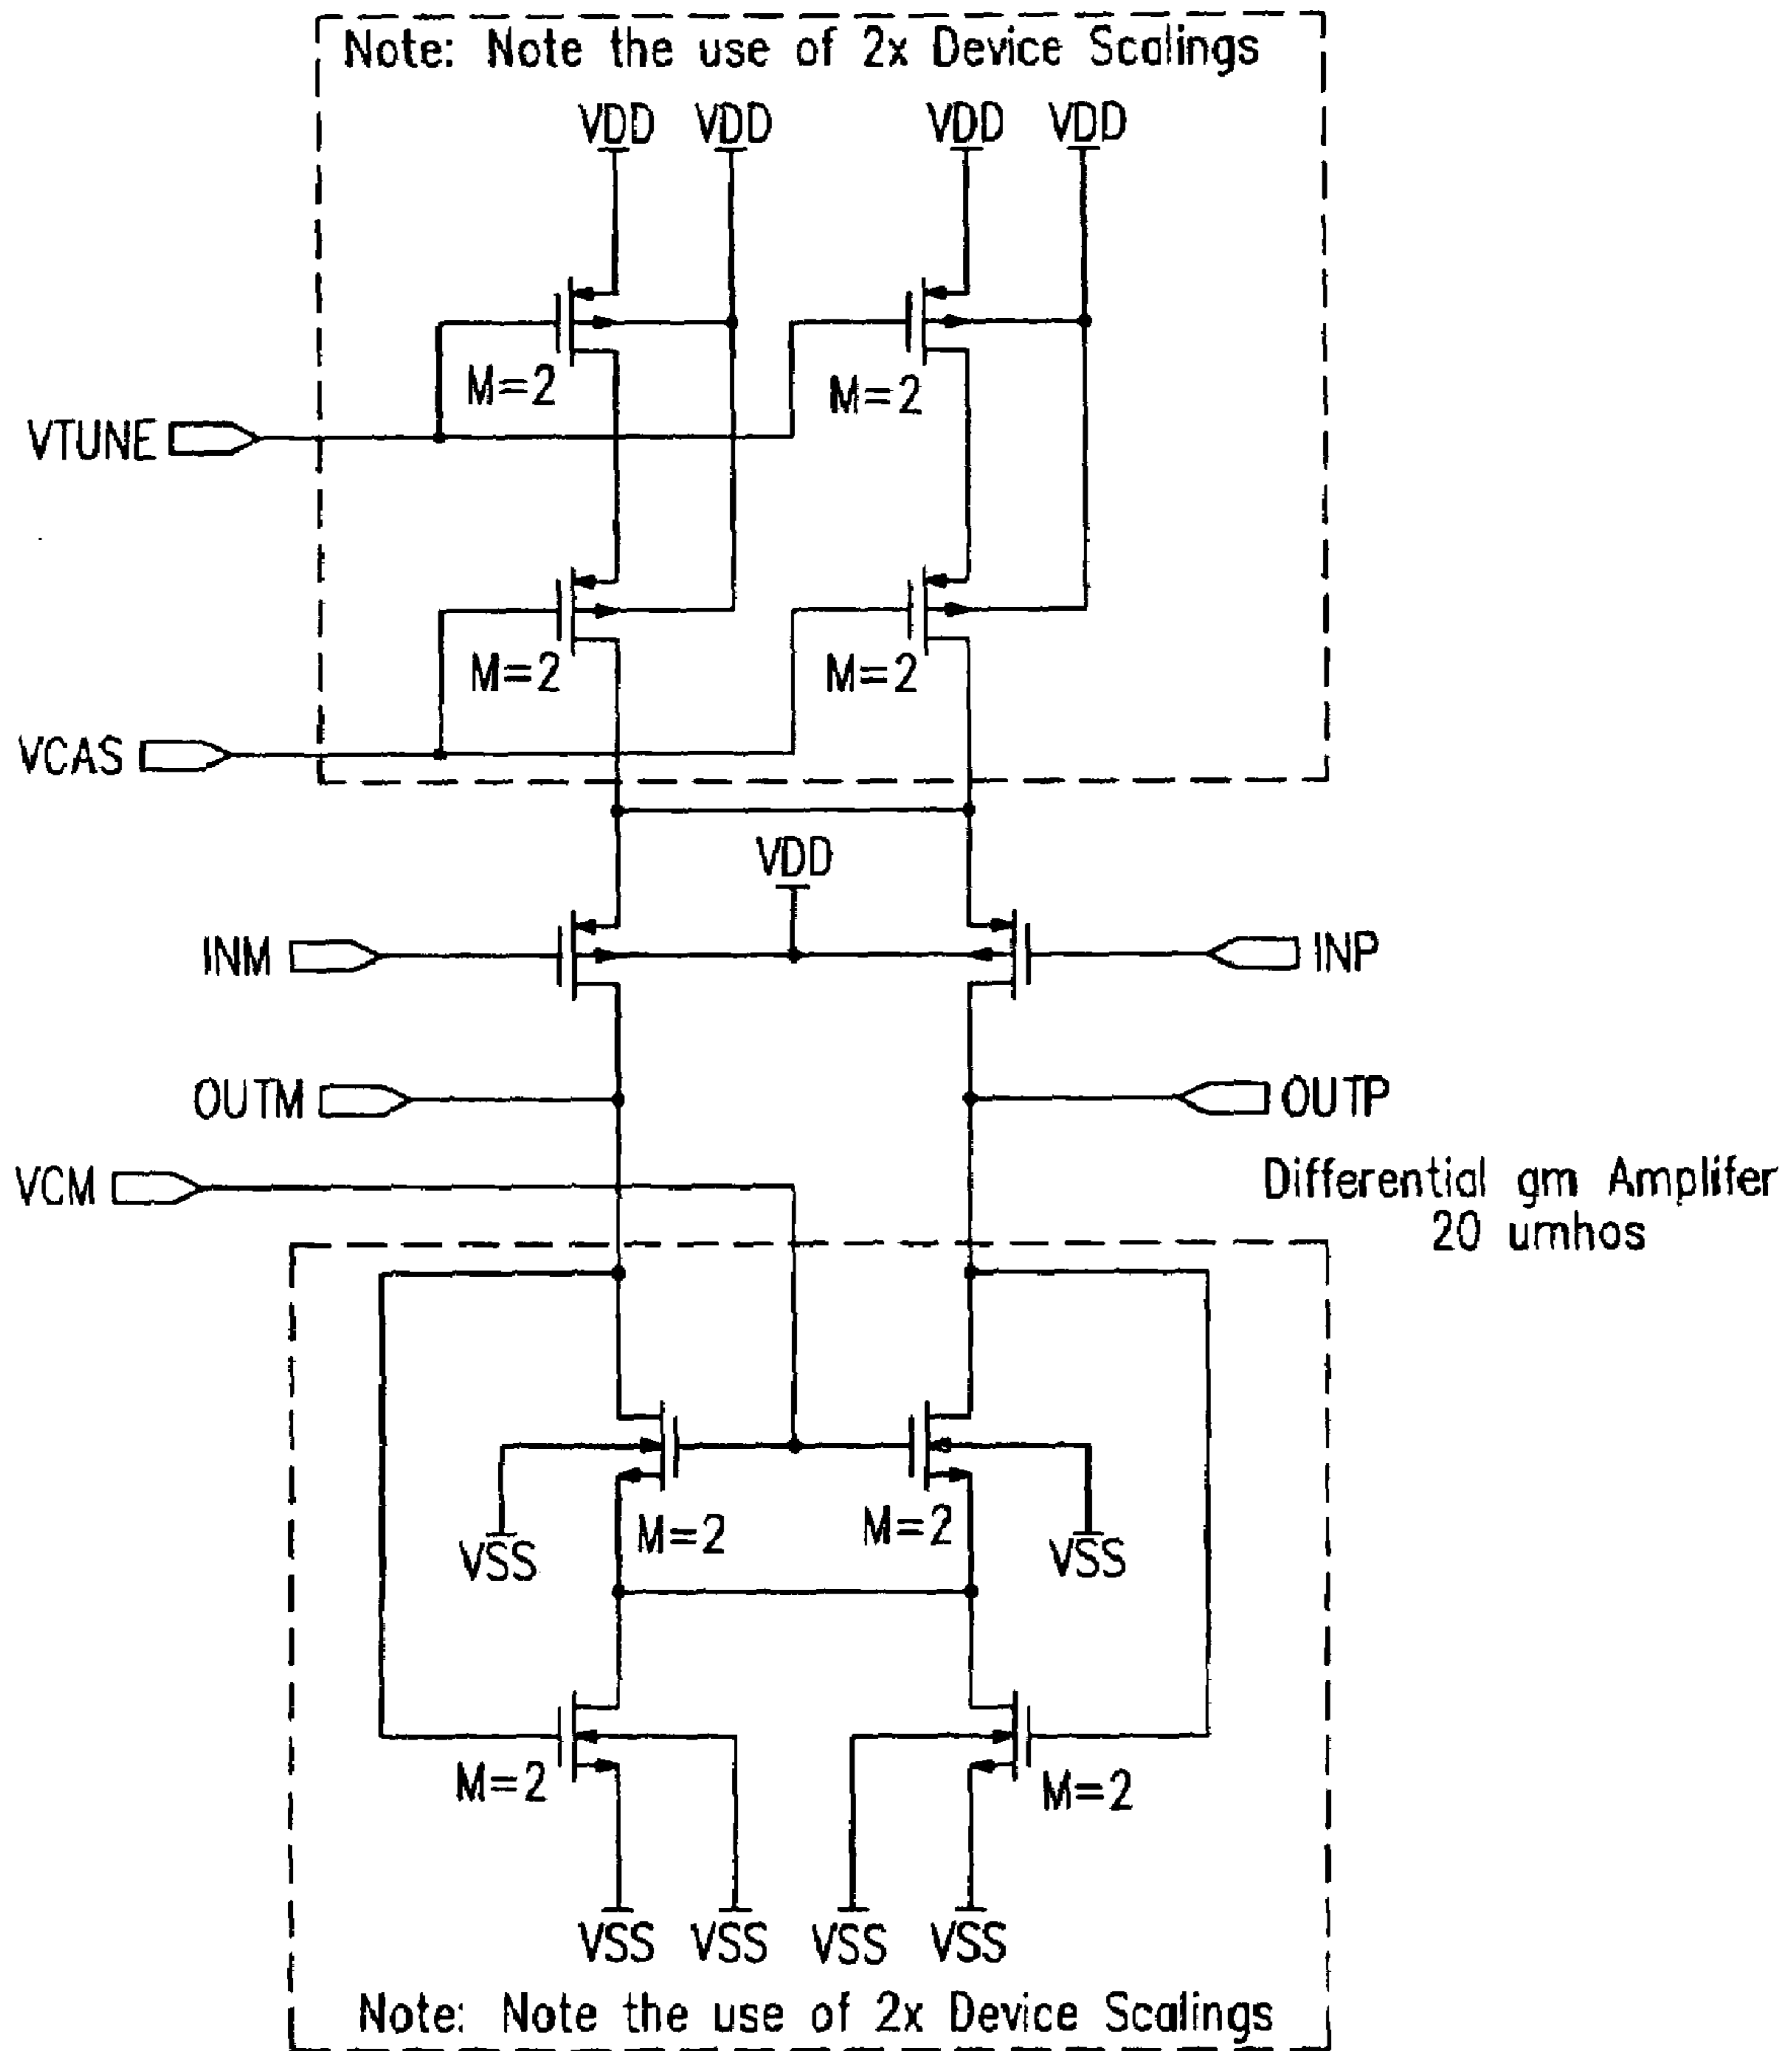 Note: Note the use of 2x Device Scalings
VDD VDD VDD VDD
M=2 M=2
VTUNE
M=2 M=2
VCAS
VDD
INM INP
OUTM OUTP
VCM
Differential gm Amplifer
20 umhos
M=2 M=2
VSS VSS
M=2 M=2
VSS VSS VSS VSS
Note: Note the use of 2x Device Scalings